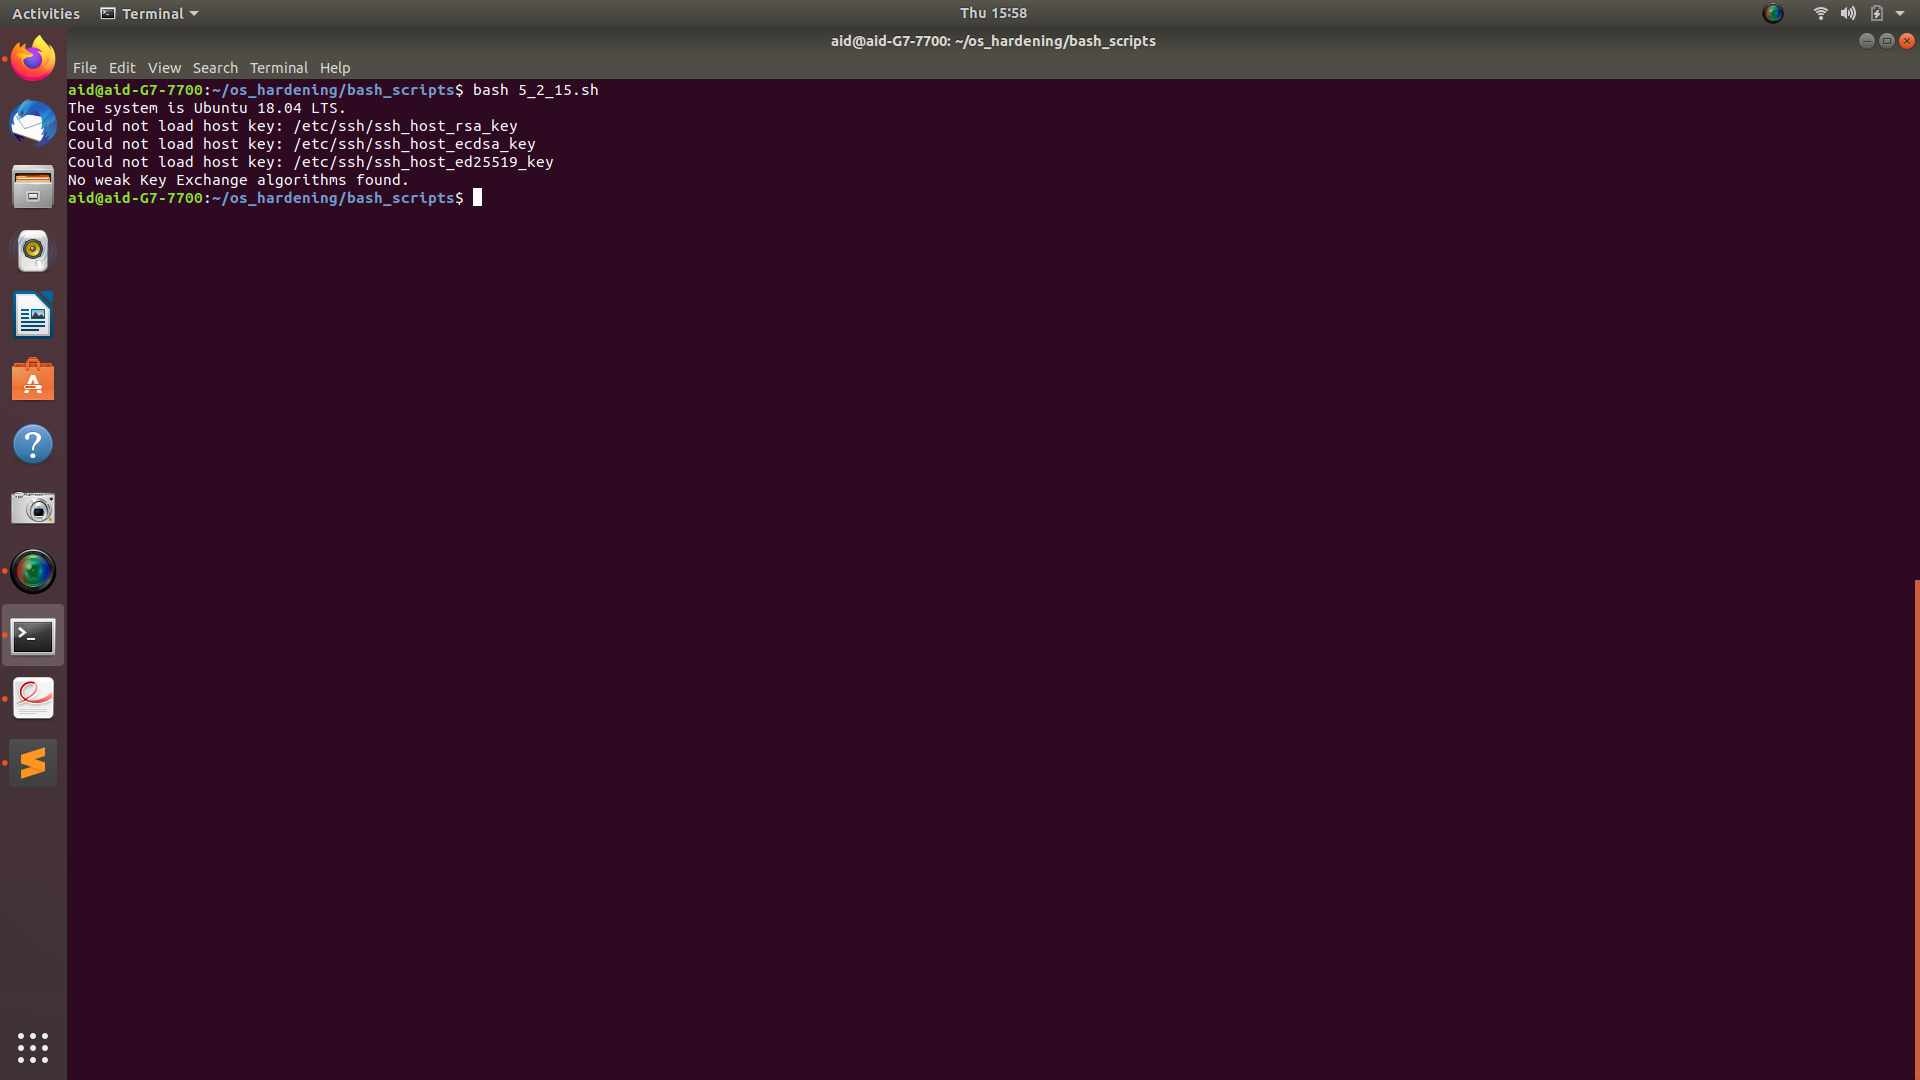 Activities Terminal Thu 15:58
aid@aid-G7-7700: ~/os_hardening/bash_scripts
File Edit View Search Terminal Help
aid@aid-G7-7700:~/os_hardening/bash_scripts$ bash 5_2_15.sh
The system is Ubuntu 18.04 LTS.
Could not load host key: /etc/ssh/ssh_host_rsa_key
Could not load host key: /etc/ssh/ssh_host_ecdsa_key
Could not load host key: /etc/ssh/ssh_host_ed25519_key
No weak Key Exchange algorithms found.
aid@aid-G7-7700:~/os_hardening/bash_scripts$